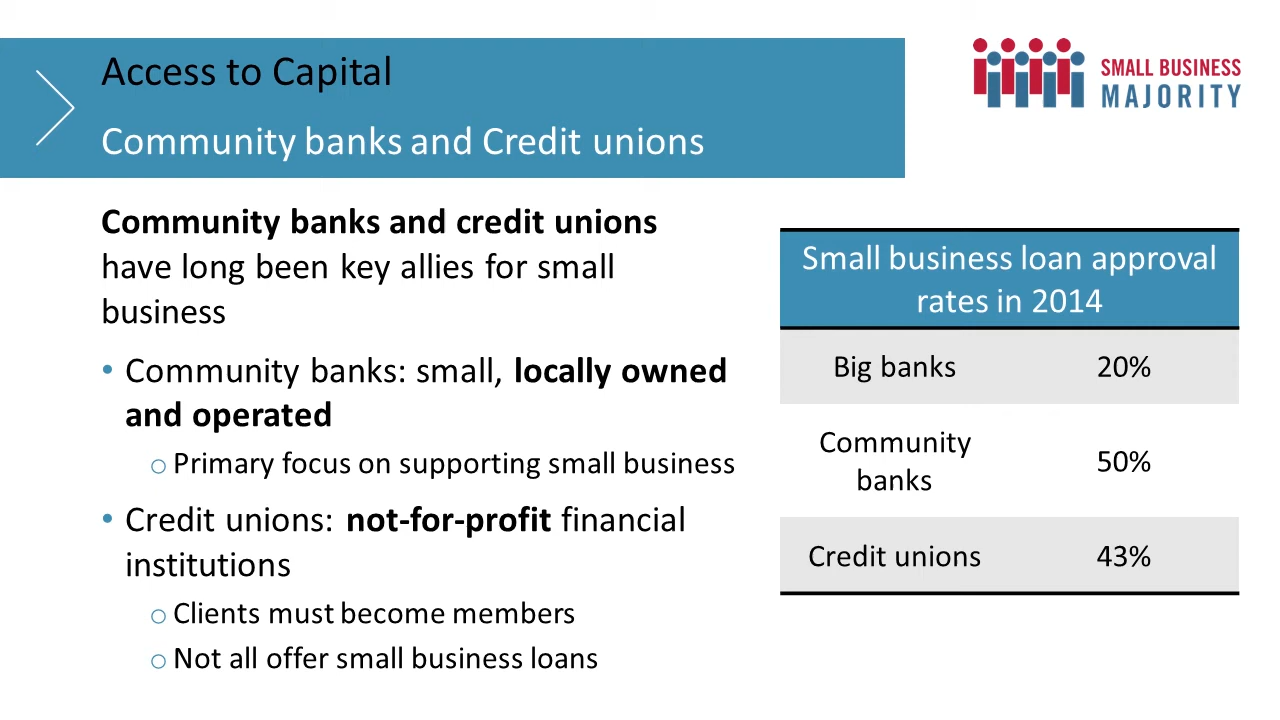 Access to Capital
Community banks and Credit unions
SMALL BUSINESS
MAJORITY
Community banks and credit unions
have long been key allies for small
business
• Community banks: small, locally owned
and operated
o Primary focus on supporting small business
• Credit unions: not-for-profit financial
institutions
o Clients must become members
o Not all offer small business loans
Small business loan approval
rates in 2014
Big banks 20%
Community
banks 50%
Credit unions 43%